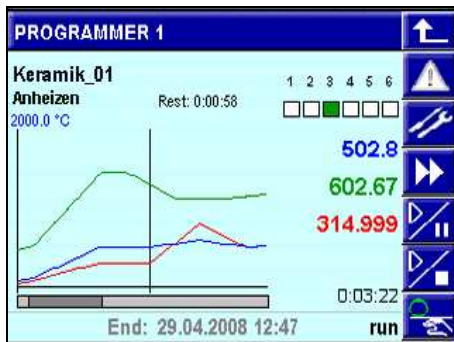 PROGRAMMER 1
Keramik_01
Anheizen
Rest: 0:00:58
1 2 3 4 5 6
2000.0 °C
502.8
602.67
314.999
0:03:22
End: 29.04.2008 12:47
run